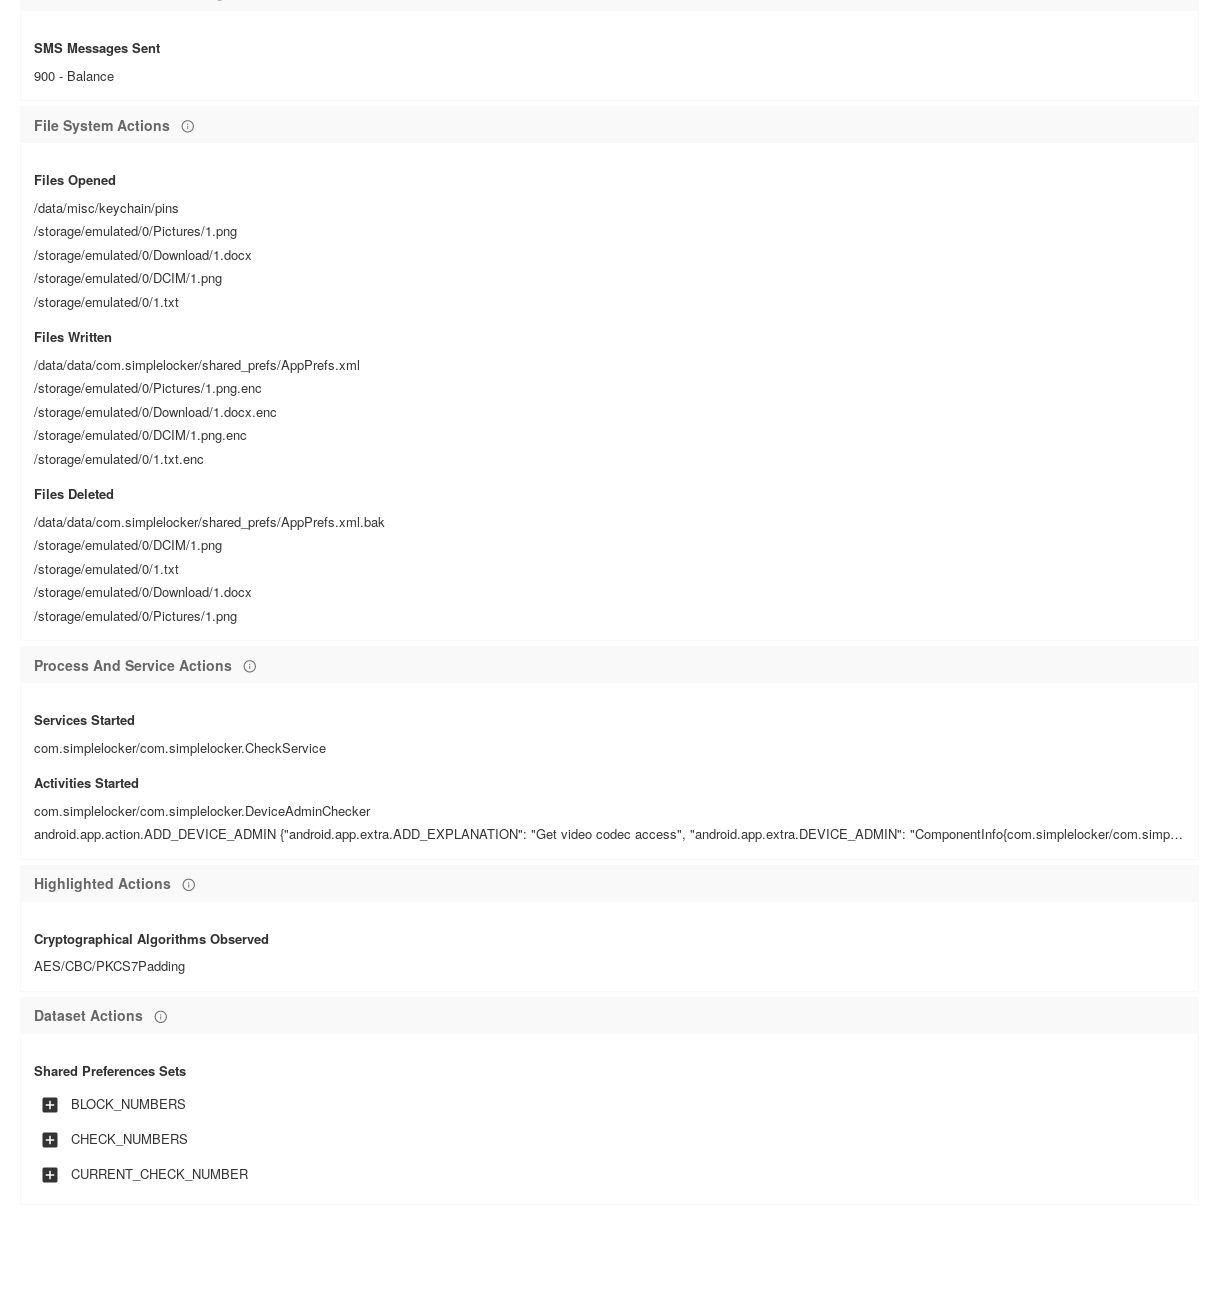 SMS Messages Sent
900 - Balance
File System Actions
Files Opened
/data/misc/keychain/pins
/storage/emulated/0/Pictures/1.png
/storage/emulated/0/Download/1.docx
/storage/emulated/0/DCIM/1.png
/storage/emulated/0/1.txt
Files Written
/data/data/com.simplelocker/shared_prefs/AppPrefs.xml
/storage/emulated/0/Pictures/1.png.enc
/storage/emulated/0/Download/1.docx.enc
/storage/emulated/0/DCIM/1.png.enc
/storage/emulated/0/1.txt.enc
Files Deleted
/data/data/com.simplelocker/shared_prefs/AppPrefs.xml.bak
/storage/emulated/0/DCIM/1.png
/storage/emulated/0/1.txt
/storage/emulated/0/Download/1.docx
/storage/emulated/0/Pictures/1.png
Process And Service Actions
Services Started
com.simplelocker/com.simplelocker.CheckService
Activities Started
com.simplelocker/com.simplelocker.DeviceAdminChecker
android.app.action.ADD_DEVICE_ADMIN {"android.app.extra.ADD_EXPLANATION": "Get video codec access", "android.app.extra.DEVICE_ADMIN": "ComponentInfo{com.simplelocker/com.simp…
Highlighted Actions
Cryptographical Algorithms Observed
AES/CBC/PKCS7Padding
Dataset Actions
Shared Preferences Sets
BLOCK_NUMBERS
CHECK_NUMBERS
CURRENT_CHECK_NUMBER